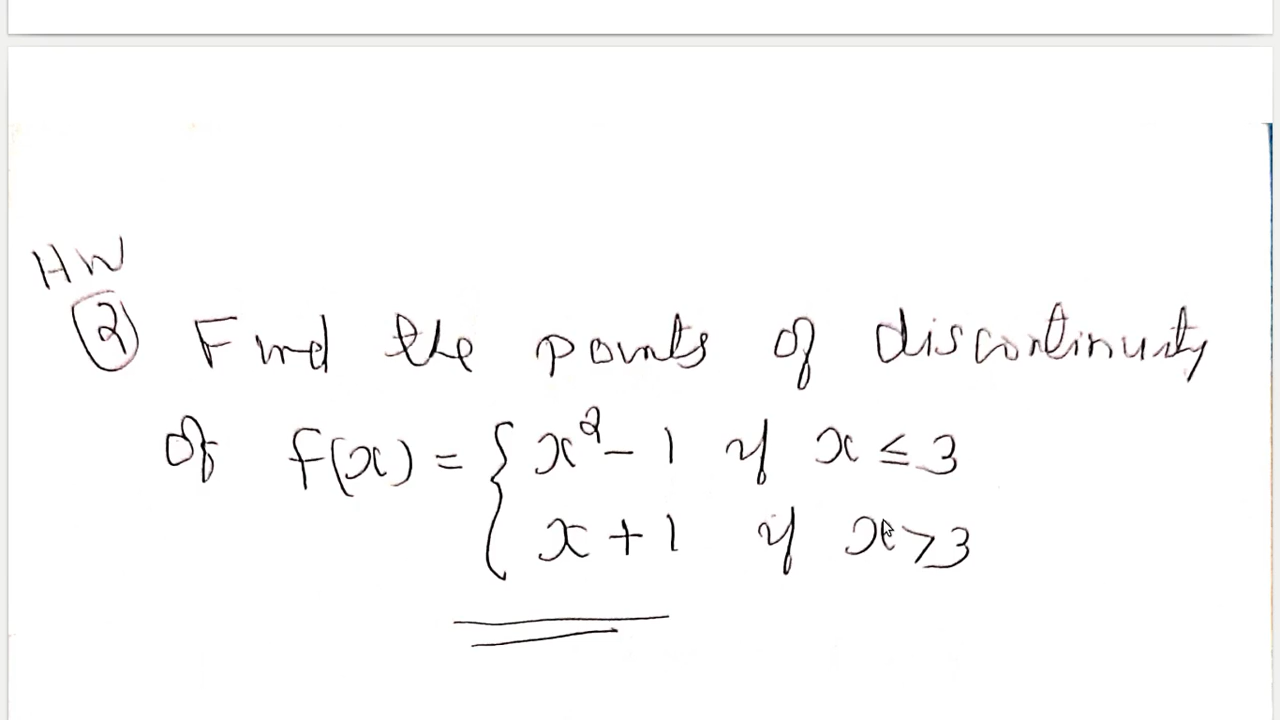 HW
② Find the points of discontinuity
of f(x) = { x² - 1 if x ≤ 3
x + 1 if x > 3